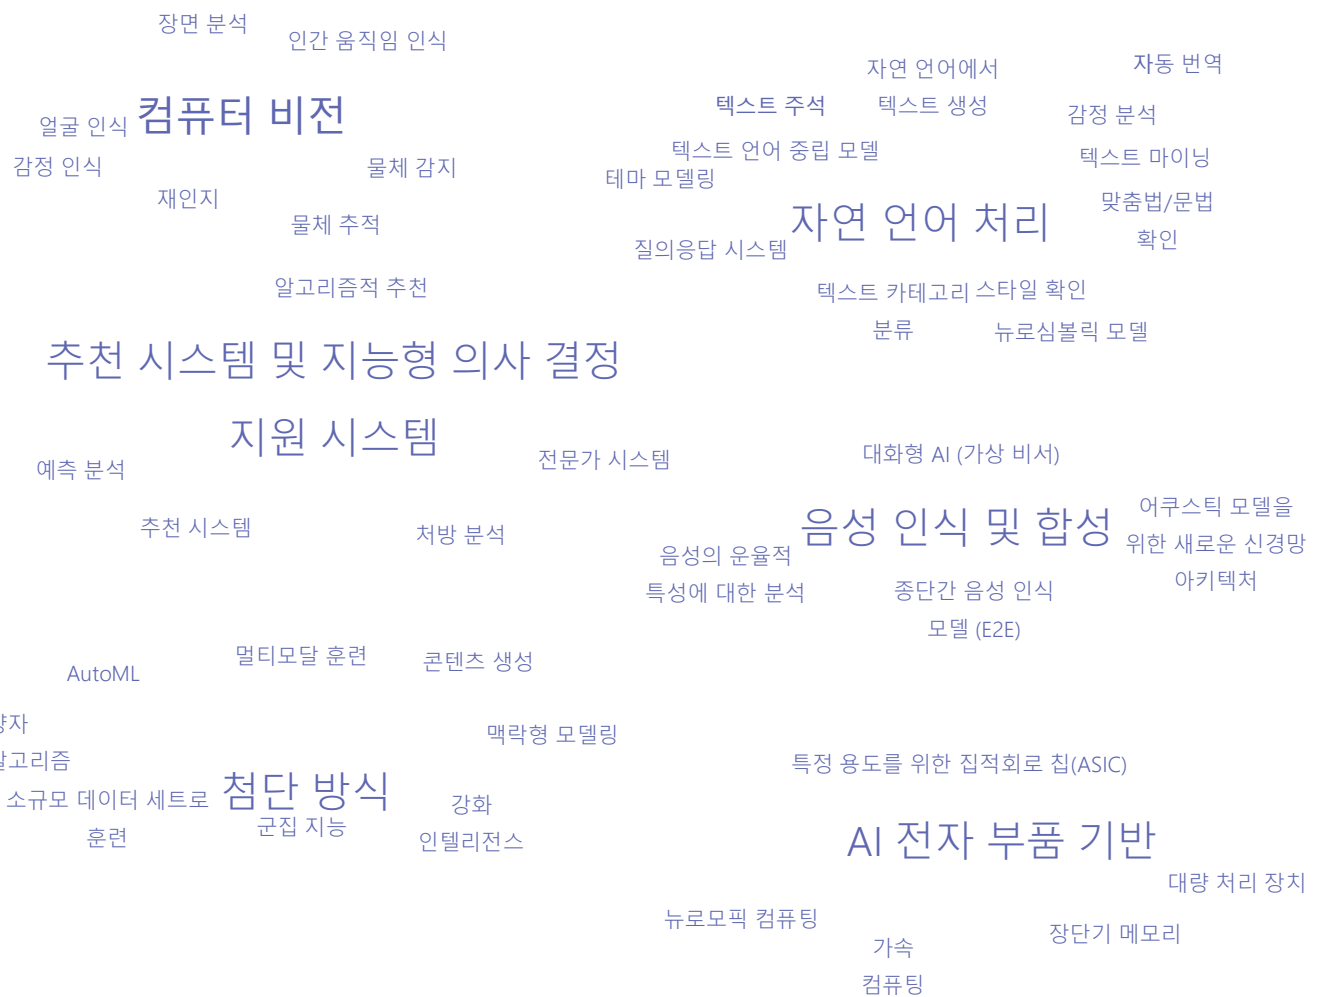 장면 분석
인간 움직임 인식
얼굴 인식
컴퓨터 비전
감정 인식
물체 감지
재인지
물체 추적
자연 언어에서
텍스트 생성
자동 번역
텍스트 주석
감정 분석
텍스트 언어 중립 모델
텍스트 마이닝
테마 모델링
자연 언어 처리
맞춤법/문법
확인
질의응답 시스템
텍스트 카테고리
분류
스타일 확인
뉴로심볼릭 모델
알고리즘적 추천
추천 시스템 및 지능형 의사 결정
지원 시스템
예측 분석
전문가 시스템
추천 시스템
처방 분석
대화형 AI (가상 비서)
음성 인식 및 합성
어쿠스틱 모델을
위한 새로운 신경망
아키텍처
음성의 운율적
특성에 대한 분석
종단간 음성 인식
모델 (E2E)
AutoML
멀티모달 훈련
콘텐츠 생성
맥락형 모델링
소규모 데이터 세트로
훈련
첨단 방식
군집 지능
강화
인텔리전스
특정 용도를 위한 집적회로 칩(ASIC)
AI 전자 부품 기반
대량 처리 장치
뉴로모픽 컴퓨팅
가속
컴퓨팅
장단기 메모리